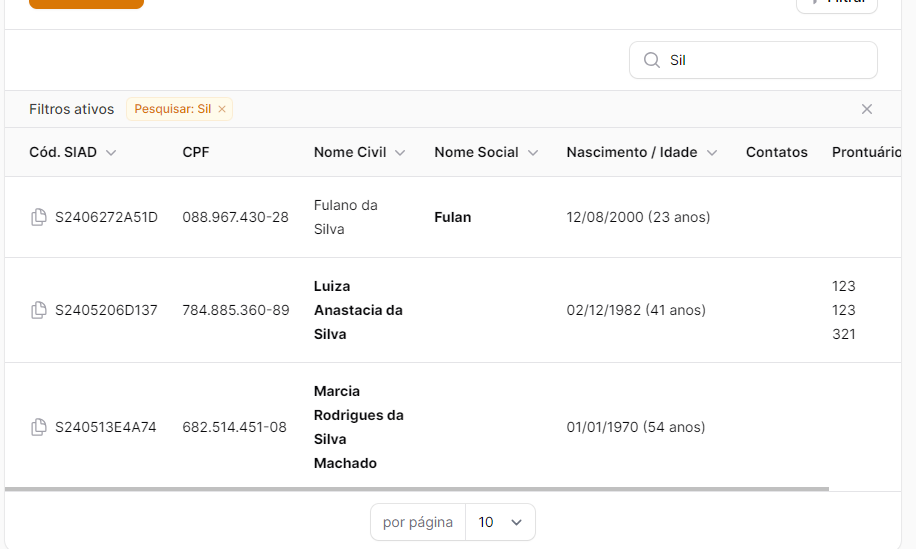 Sil
Filtros ativos Pesquisar: Sil
Cód. SIAD CPF Nome Civil Nome Social Nascimento / Idade Contatos Prontuário
S2406272A51D 088.967.430-28 Fulano da Silva Fulan 12/08/2000 (23 anos)
S2405206D137 784.885.360-89 Luiza Anastacia da Silva 02/12/1982 (41 anos) 123 123 321
S240513E4A74 682.514.451-08 Marcia Rodrigues da Silva Machado 01/01/1970 (54 anos)
por página 10